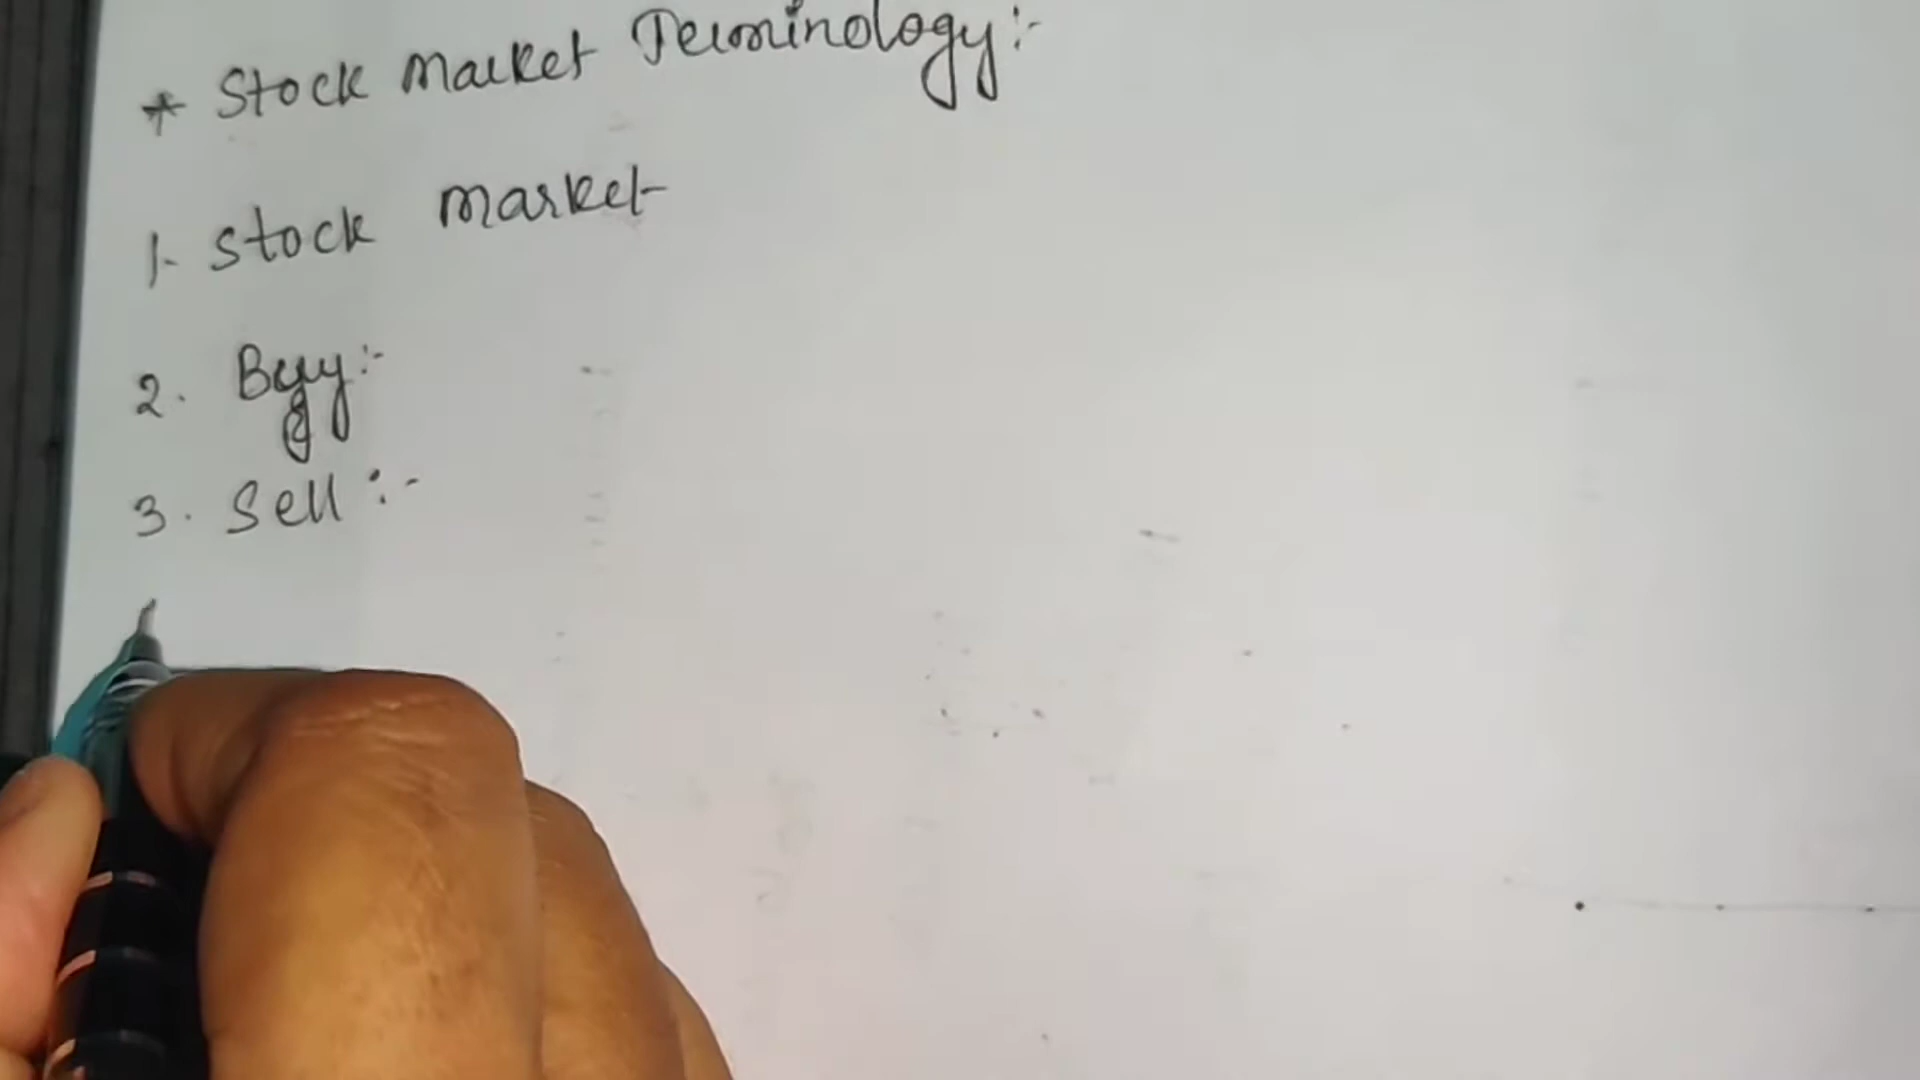 * Stock Market Terminology:-
1. Stock market
2. Buy:-
3. Sell:-